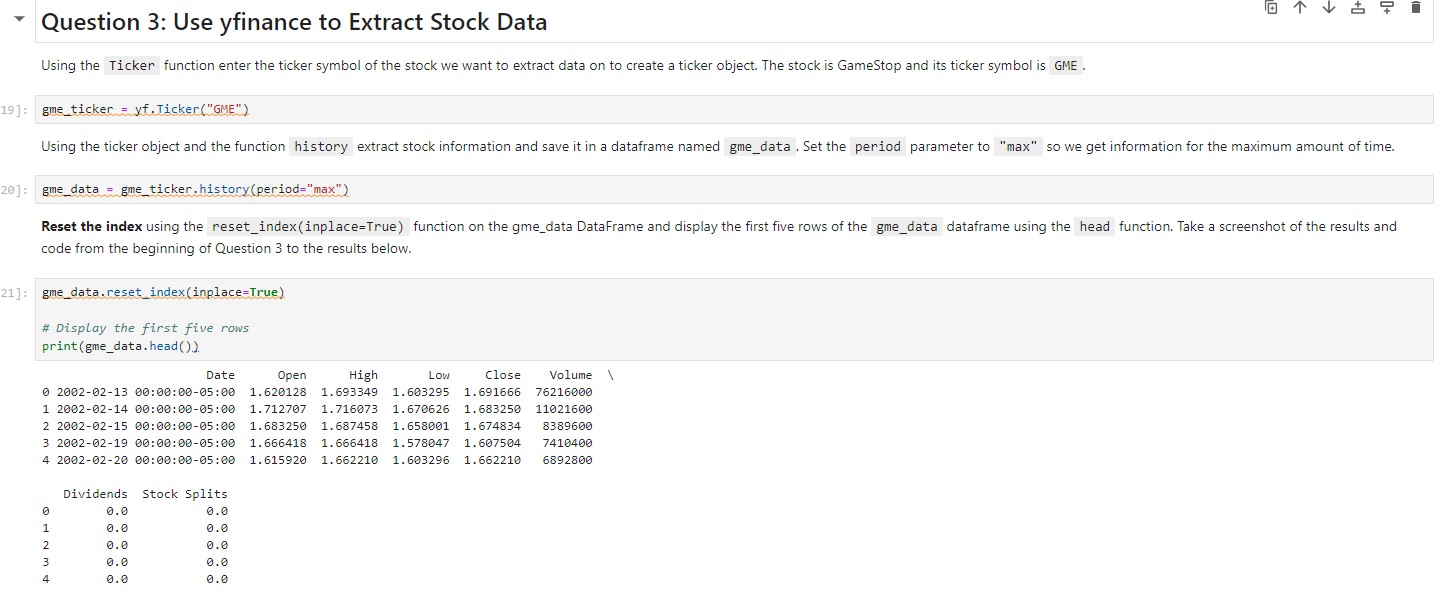 Question 3: Use yfinance to Extract Stock Data
Using the Ticker function enter the ticker symbol of the stock we want to extract data on to create a ticker object. The stock is GameStop and its ticker symbol is GME .
19]: gme_ticker = yf.Ticker("GME")
Using the ticker object and the function history extract stock information and save it in a dataframe named gme_data . Set the period parameter to "max" so we get information for the maximum amount of time.
20]: gme_data = gme_ticker.history(period="max")
Reset the index using the reset_index(inplace=True) function on the gme_data DataFrame and display the first five rows of the gme_data dataframe using the head function. Take a screenshot of the results and
code from the beginning of Question 3 to the results below.
21]: gme_data.reset_index(inplace=True)
# Display the first five rows
print(gme_data.head())
Date Open High Low Close Volume \
0 2002-02-13 00:00:00-05:00 1.620128 1.693349 1.603295 1.691666 76216000
1 2002-02-14 00:00:00-05:00 1.712707 1.716073 1.670626 1.683250 11021600
2 2002-02-15 00:00:00-05:00 1.683250 1.687458 1.658001 1.674834 8389600
3 2002-02-19 00:00:00-05:00 1.666418 1.666418 1.578047 1.607504 7410400
4 2002-02-20 00:00:00-05:00 1.615920 1.662210 1.603296 1.662210 6892800
Dividends Stock Splits
0 0.0 0.0
1 0.0 0.0
2 0.0 0.0
3 0.0 0.0
4 0.0 0.0